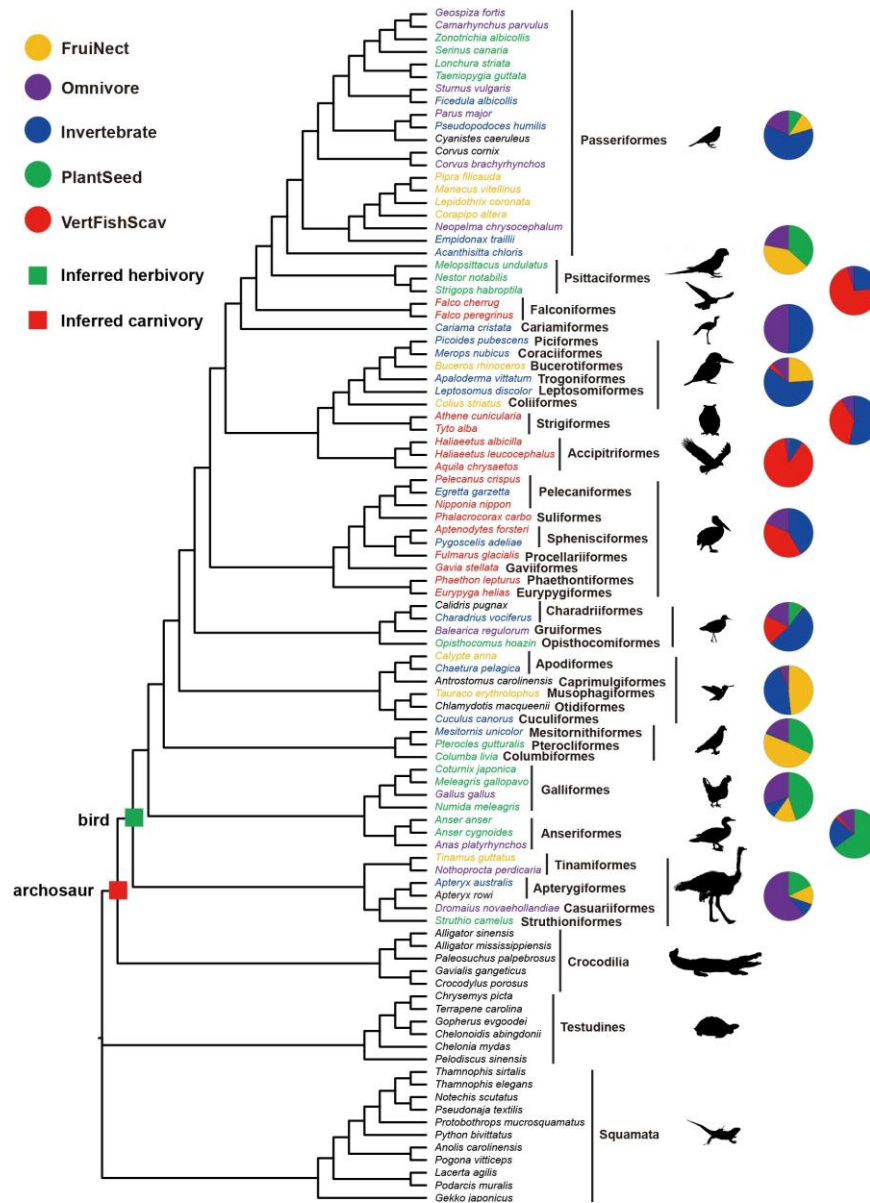 FruiNect
Omnivore
Invertebrate
PlantSeed
VertFishScav
Inferred herbivory
Inferred carnivory
bird
archosaur
Geospiza fortis
Camarhynchus parvulus
Zonotrichia albicollis
Serinus canaria
Lonchura striata
Taeniopygia guttata
Sturnus vulgaris
Ficedula albicollis
Parus major
Pseudopodoces humilis
Cyanistes caeruleus
Corvus cornix
Corvus brachyrhynchos
Pipra filicauda
Manacus vitellinus
Lepidothrix coronata
Corapipo altera
Neopelma chrysocephalum
Empidonax traillii
Acanthisitta chloris
Passeriformes
Melopsittacus undulatus
Nestor notabilis
Strigops habroptila
Psittaciformes
Falco cherrug
Falco peregrinus
Falconiformes
Cariama cristata Cariamiformes
Picoides pubescens Piciformes
Merops nubicus Coraciiformes
Buceros rhinoceros Bucerotiformes
Apaloderma vittatum Trogoniformes
Leptosomus discolor Leptosomiformes
Colius striatus Coliiformes
Athene cunicularia
Tyto alba
Strigiformes
Haliaeetus albicilla
Haliaeetus leucocephalus
Aquila chrysaetos
Accipitriformes
Pelecanus crispus
Egretta garzetta
Nipponia nippon
Pelecaniformes
Phalacrocorax carbo Suliformes
Aptenodytes forsteri
Pygoscelis adeliae
Sphenisciformes
Fulmarus glacialis Procellariiformes
Gavia stellata Gaviiformes
Phaethon lepturus Phaethontiformes
Eurypyga helias Eurypygiformes
Calidris pugnax
Charadrius vociferus
Charadriiformes
Balearica regulorum Gruiformes
Opisthocomus hoazin Opisthocomiformes
Calypte anna
Chaetura pelagica
Apodiformes
Antrostomus carolinensis Caprimulgiformes
Tauraco erythrolophus Musophagiformes
Chlamydotis macqueenii Otidiformes
Cuculus canorus Cuculiformes
Mesitornis unicolor Mesitornithiformes
Pterocles gutturalis Pterocliformes
Columba livia Columbiformes
Coturnix japonica
Meleagris gallopavo
Gallus gallus
Numida meleagris
Galliformes
Anser anser
Anser cygnoides
Anas platyrhynchos
Anseriformes
Tinamus guttatus
Nothoprocta perdicaria
Tinamiformes
Apteryx australis
Apteryx rowi
Apterygiformes
Dromaius novaehollandiae Casuariiformes
Struthio camelus Struthioniformes
Alligator sinensis
Alligator mississippiensis
Paleosuchus palpebrosus
Gavialis gangeticus
Crocodylus porosus
Crocodilia
Chrysemys picta
Terrapene carolina
Gopherus evgoodei
Chelonoidis abingdonii
Chelonia mydas
Pelodiscus sinensis
Testudines
Thamnophis sirtalis
Thamnophis elegans
Notechis scutatus
Pseudonaja textilis
Protobothrops mucrosquamatus
Python bivittatus
Anolis carolinensis
Pogona vitticeps
Lacerta agilis
Podarcis muralis
Gekko japonicus
Squamata